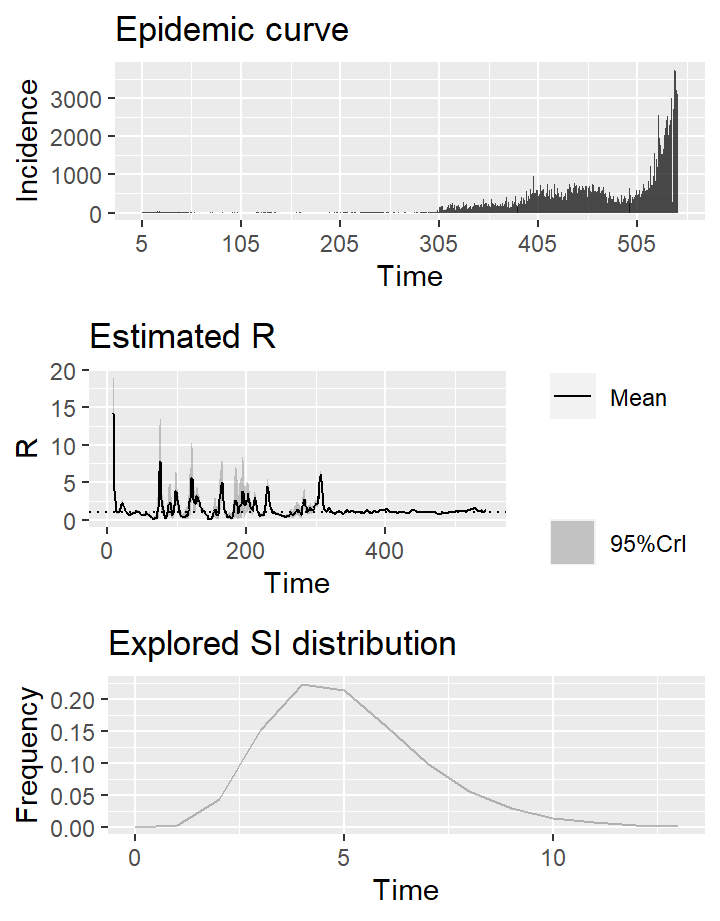 Epidemic curve
Incidence
3000
2000
1000
0
5 105 205 305 405 505
Time
Estimated R
R
20
15
10
5
0
0 200 400
Time
Mean
95%CrI
Explored SI distribution
Frequency
0.20
0.15
0.10
0.05
0.00
0 5 10
Time